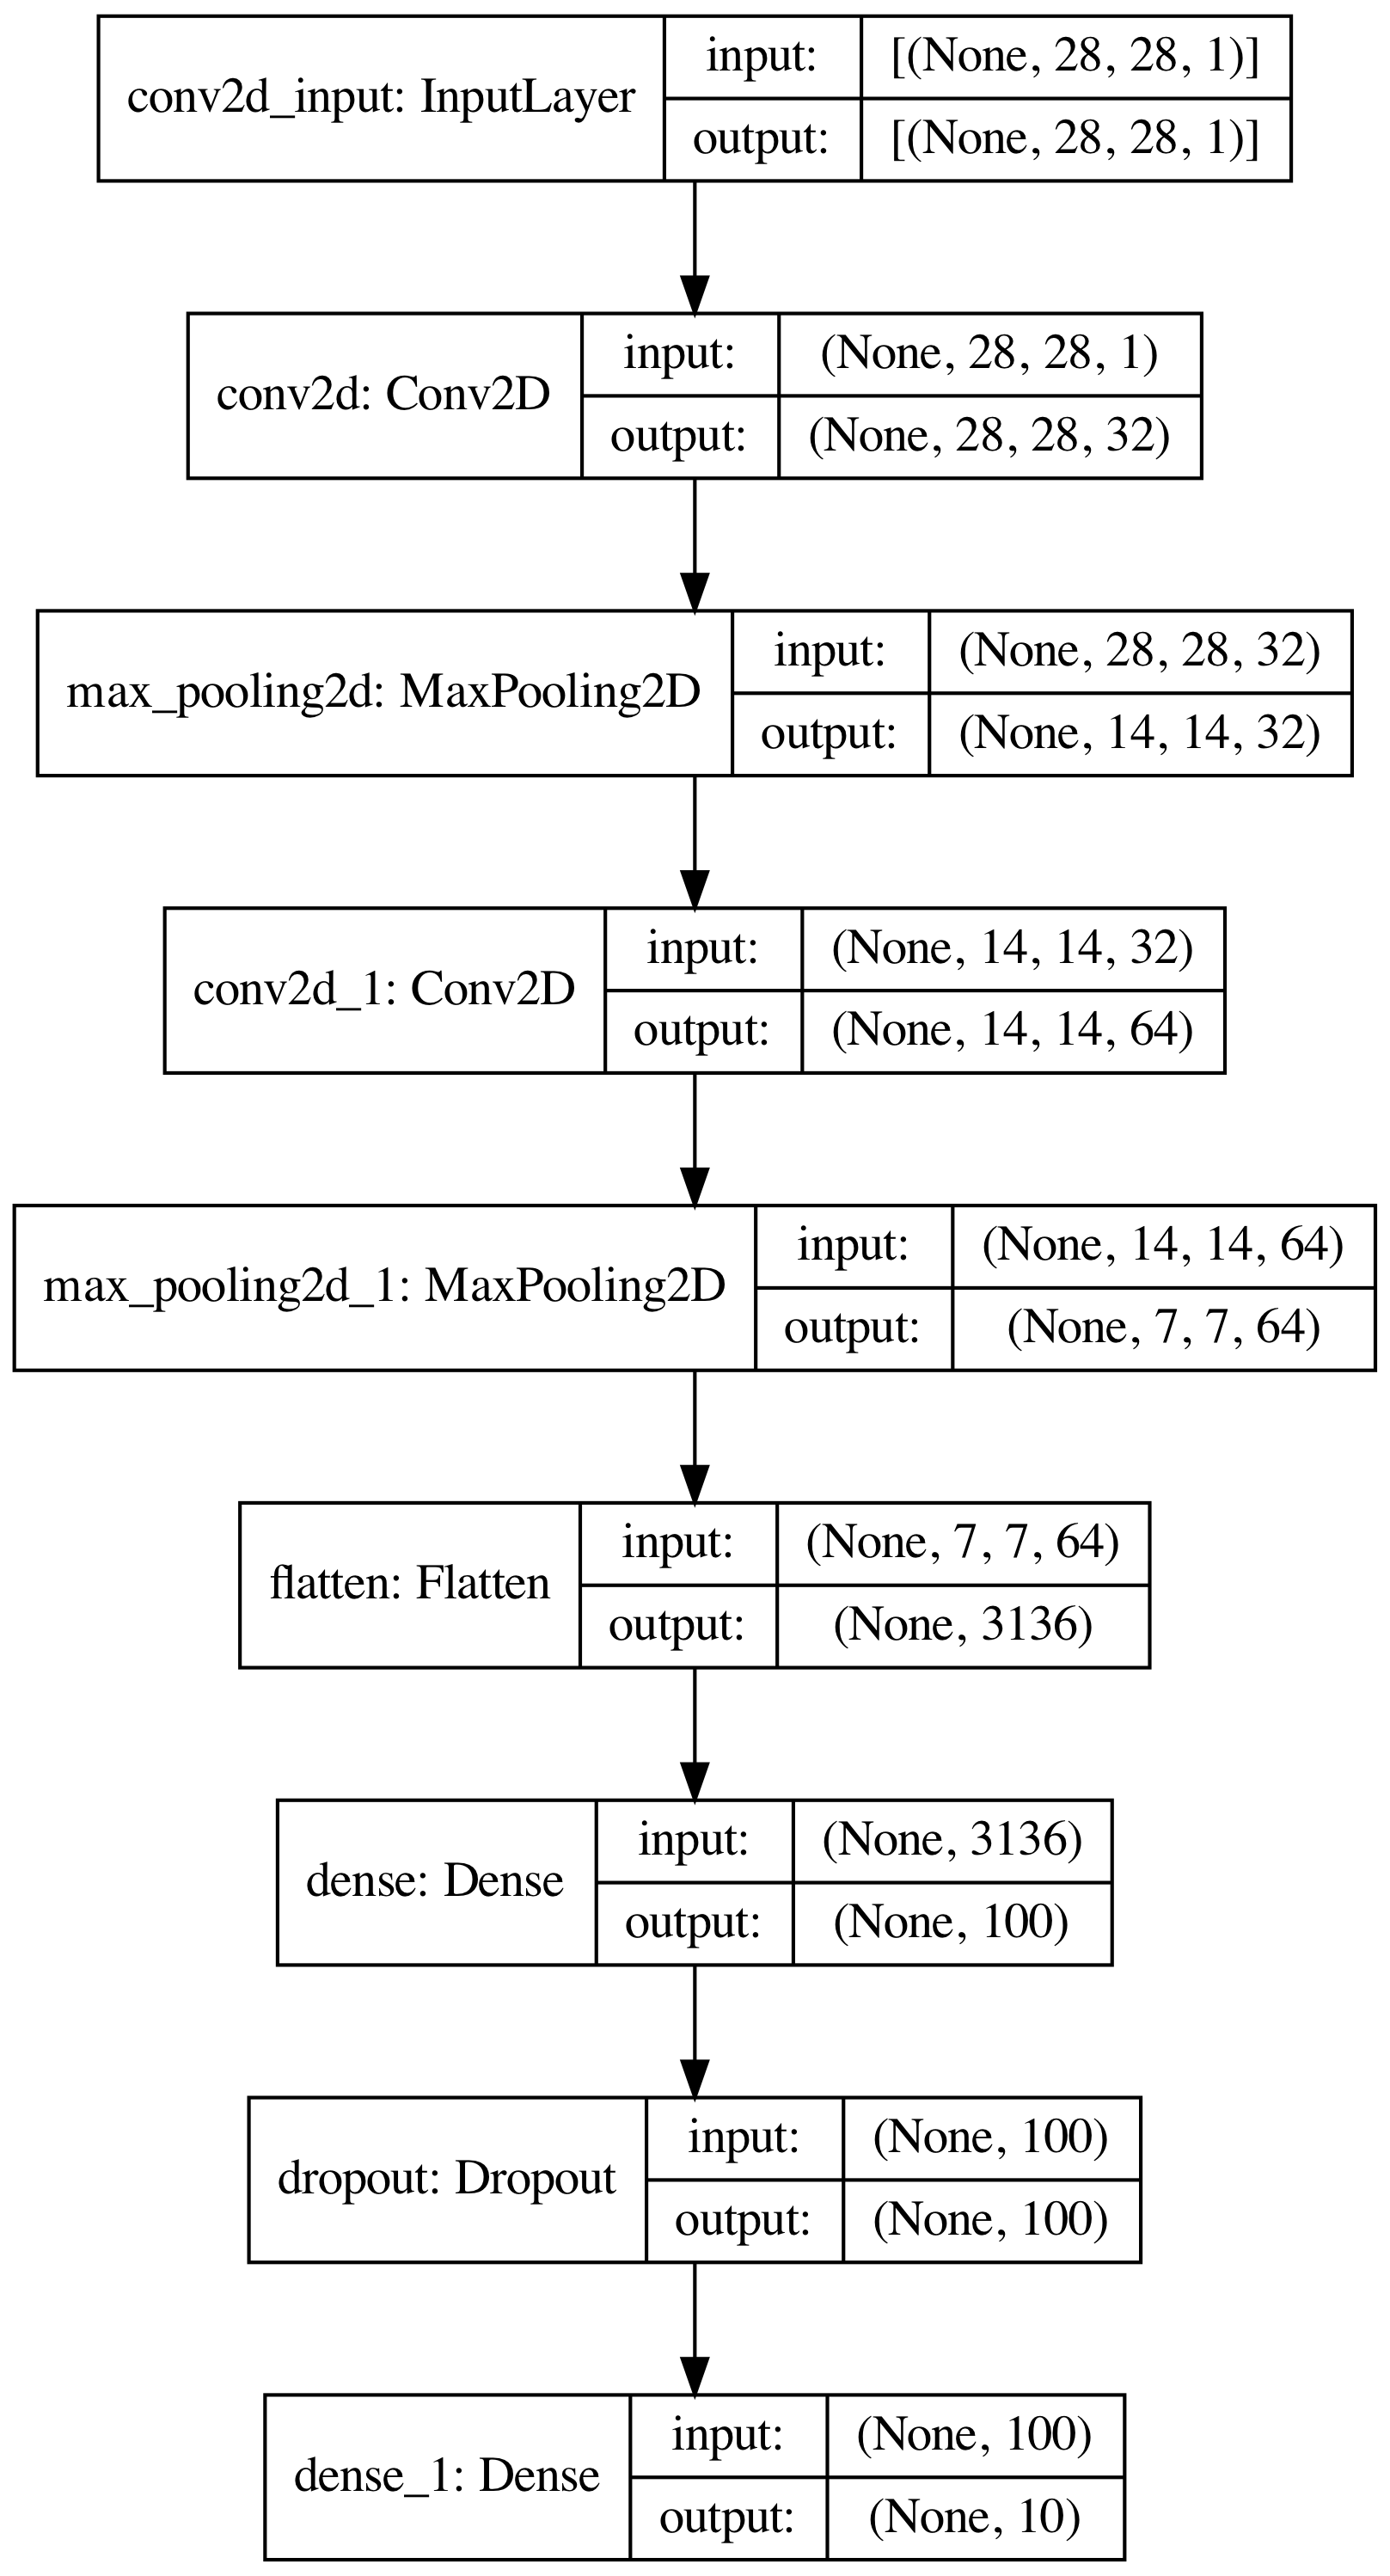 conv2d_input: InputLayer
input:
[(None, 28, 28, 1)]
output:
[(None, 28, 28, 1)]
conv2d: Conv2D
input:
(None, 28, 28, 1)
output:
(None, 28, 28, 32)
max_pooling2d: MaxPooling2D
input:
(None, 28, 28, 32)
output:
(None, 14, 14, 32)
conv2d_1: Conv2D
input:
(None, 14, 14, 32)
output:
(None, 14, 14, 64)
max_pooling2d_1: MaxPooling2D
input:
(None, 14, 14, 64)
output:
(None, 7, 7, 64)
flatten: Flatten
input:
(None, 7, 7, 64)
output:
(None, 3136)
dense: Dense
input:
(None, 3136)
output:
(None, 100)
dropout: Dropout
input:
(None, 100)
output:
(None, 100)
dense_1: Dense
input:
(None, 100)
output:
(None, 10)